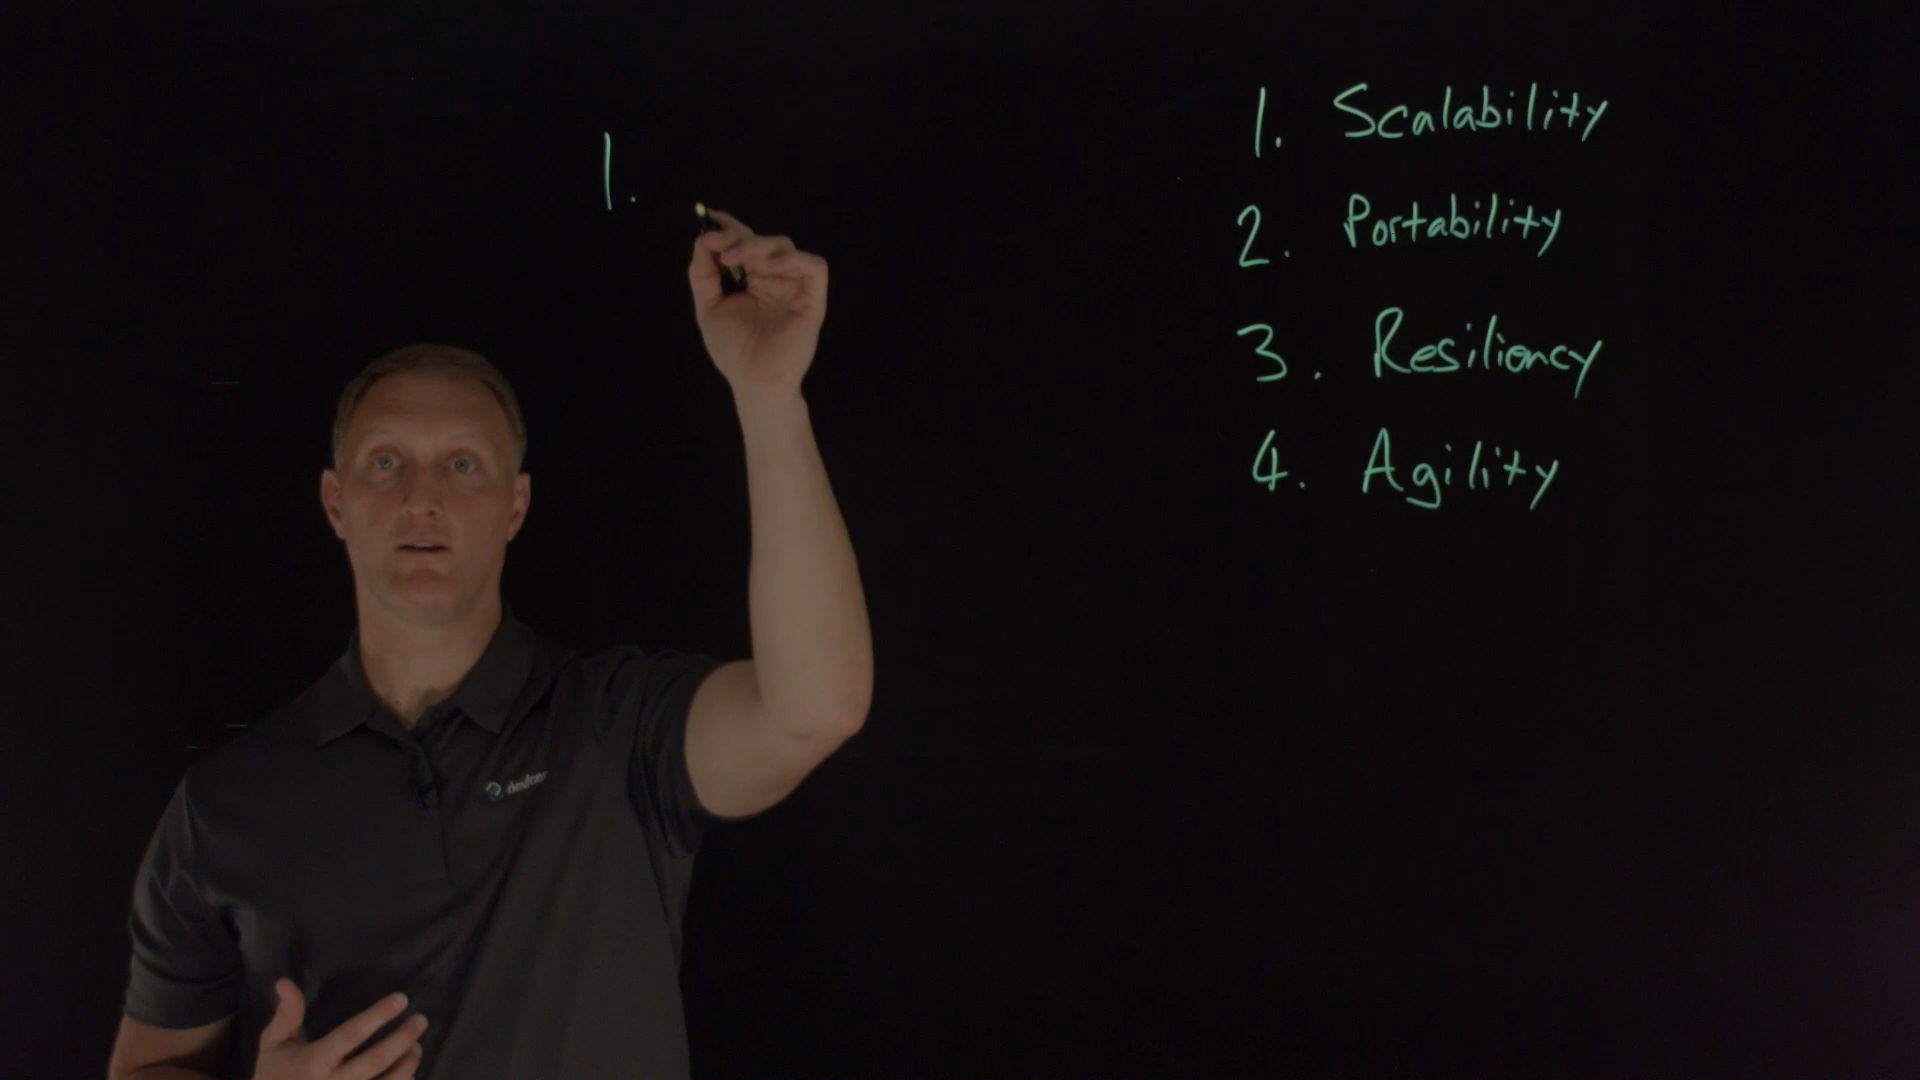 1.
1. Scalability
2. Portability
3. Resiliency
4. Agility